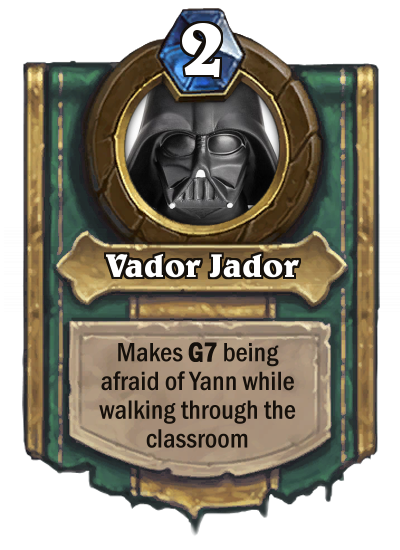 2
Vador Jador
Makes G7 being
afraid of Yann while
walking through the
classroom